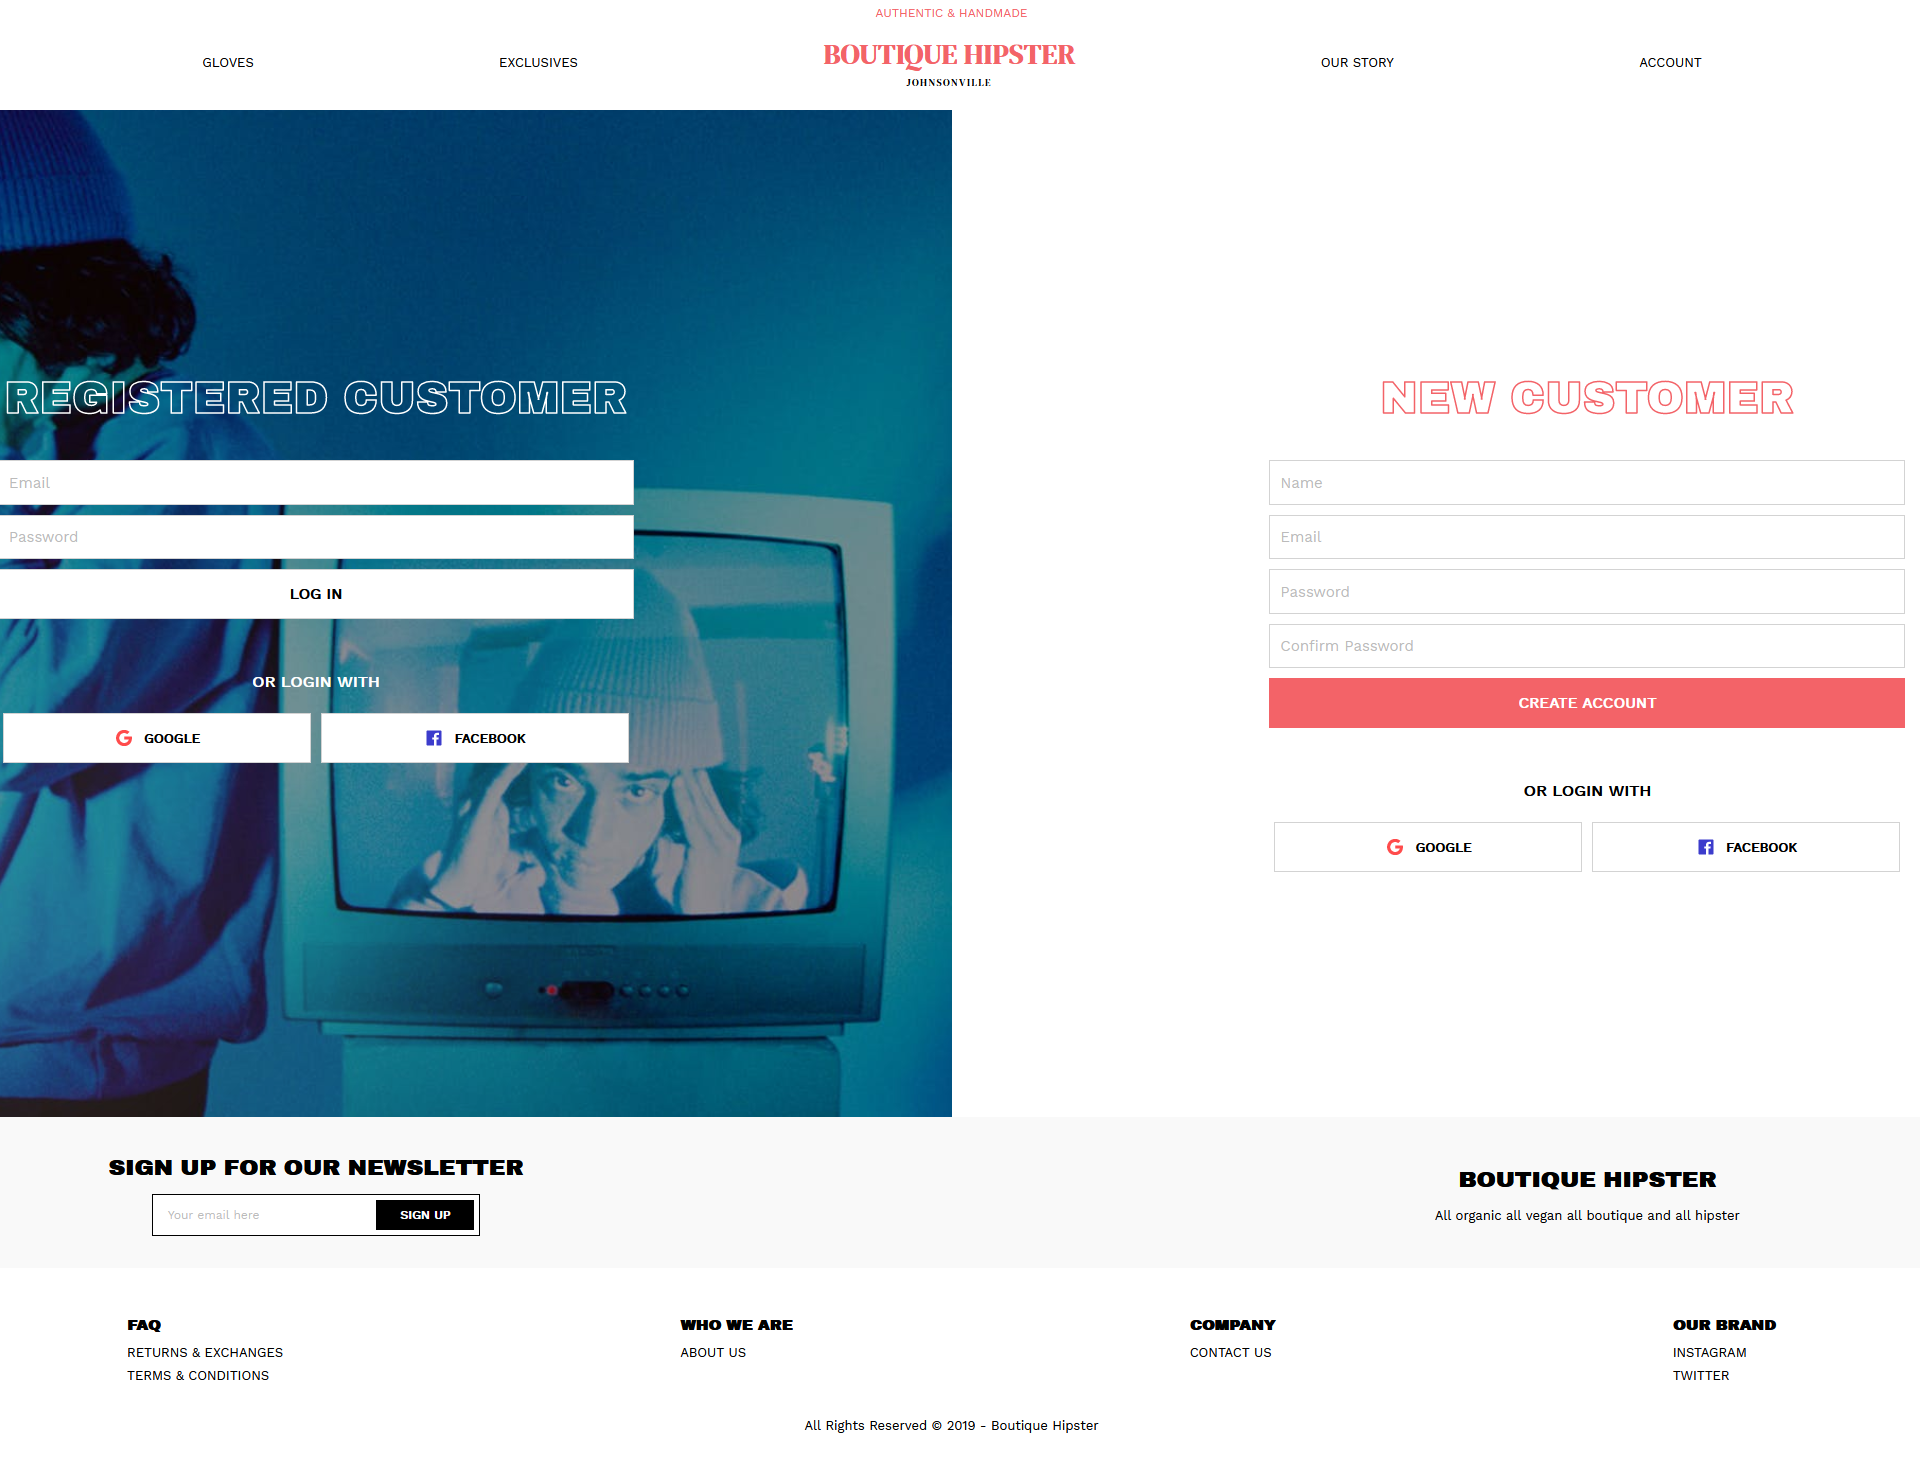 AUTHENTIC & HANDMADE
GLOVES
EXCLUSIVES
BOUTIQUE HIPSTER
JOHNSONVILLE
OUR STORY
ACCOUNT
REGISTERED CUSTOMER
Email
Password
LOG IN
OR LOGIN WITH
GOOGLE
FACEBOOK
NEW CUSTOMER
Name
Email
Password
Confirm Password
CREATE ACCOUNT
OR LOGIN WITH
GOOGLE
FACEBOOK
SIGN UP FOR OUR NEWSLETTER
Your email here
SIGN UP
BOUTIQUE HIPSTER
All organic all vegan all boutique and all hipster
FAQ
RETURNS & EXCHANGES
TERMS & CONDITIONS
WHO WE ARE
ABOUT US
COMPANY
CONTACT US
OUR BRAND
INSTAGRAM
TWITTER
All Rights Reserved © 2019 - Boutique Hipster